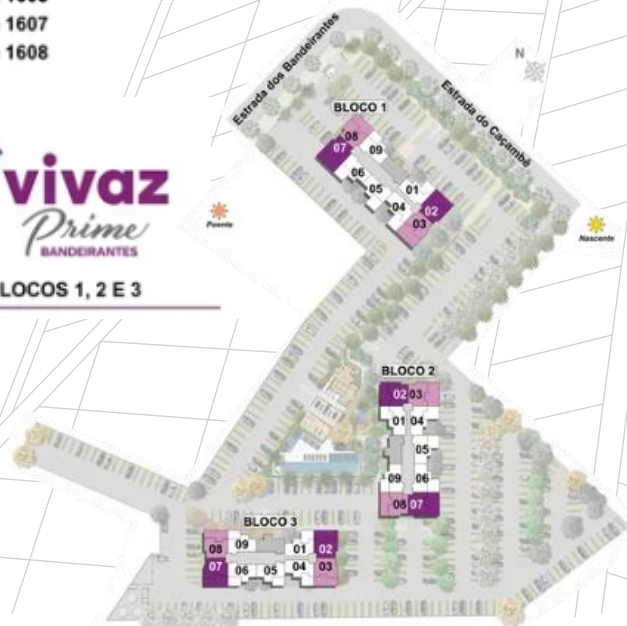 1607
1608
vivaz
Prime
BANDEIRANTES
LOCOS 1, 2 E 3
Estrada dos Bandeirantes
Estrada do Caçambé
N
Poente
Nascente
BLOCO 1
08
09
07
06
05
01
04
02
03
BLOCO 2
02 03
01 04
05
09 06
08 07
BLOCO 3
08 09 01 02
07 06 05 04 03